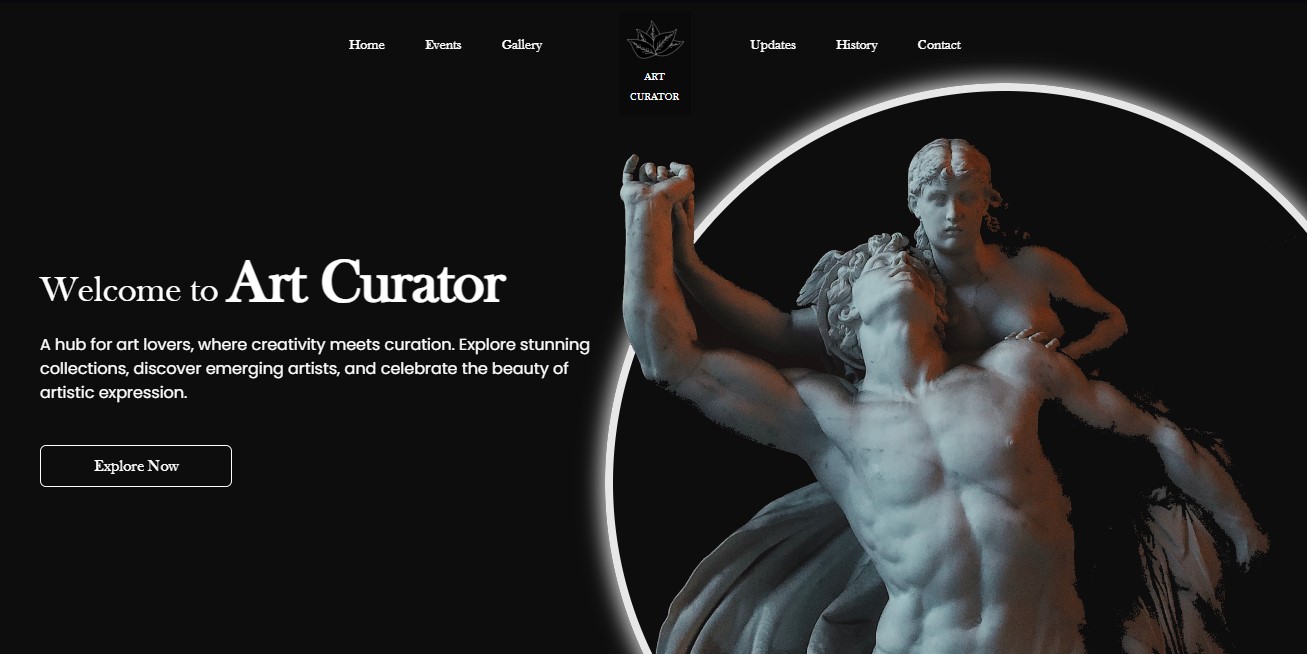 Home Events Gallery
ART
CURATOR
Updates History Contact
Welcome to Art Curator
A hub for art lovers, where creativity meets curation. Explore stunning
collections, discover emerging artists, and celebrate the beauty of
artistic expression.
Explore Now